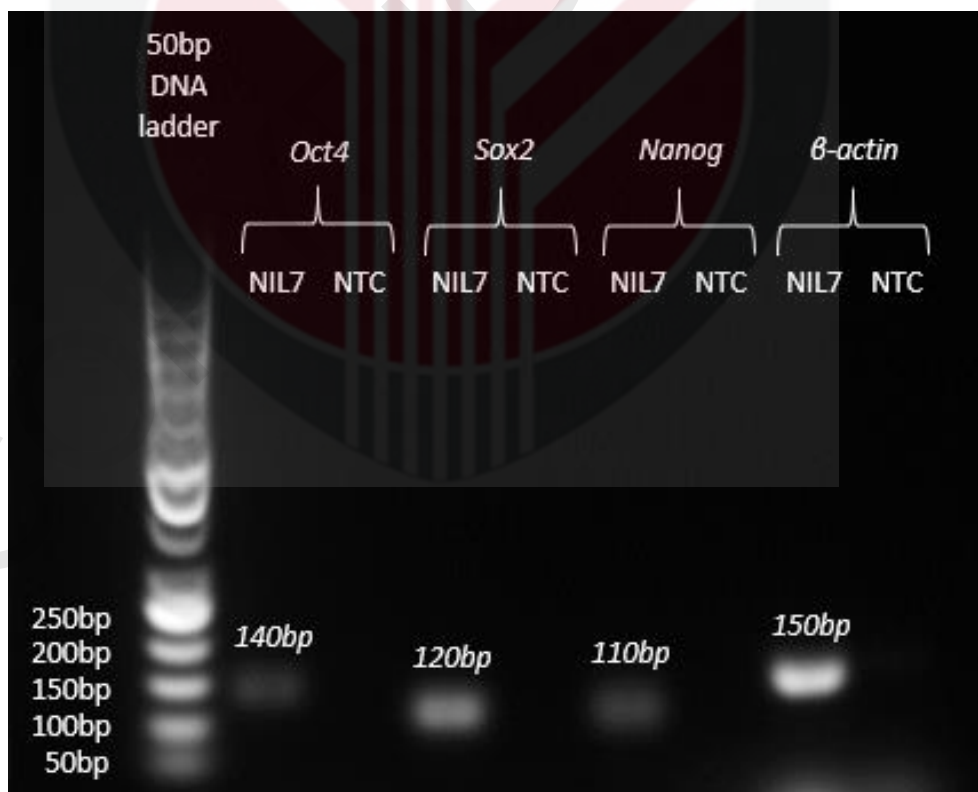 50bp
DNA
ladder
Oct4 Sox2 Nanog β-actin
NIL7 NTC NIL7 NTC NIL7 NTC NIL7 NTC
250bp
200bp
150bp
100bp
50bp
140bp
120bp
110bp
150bp